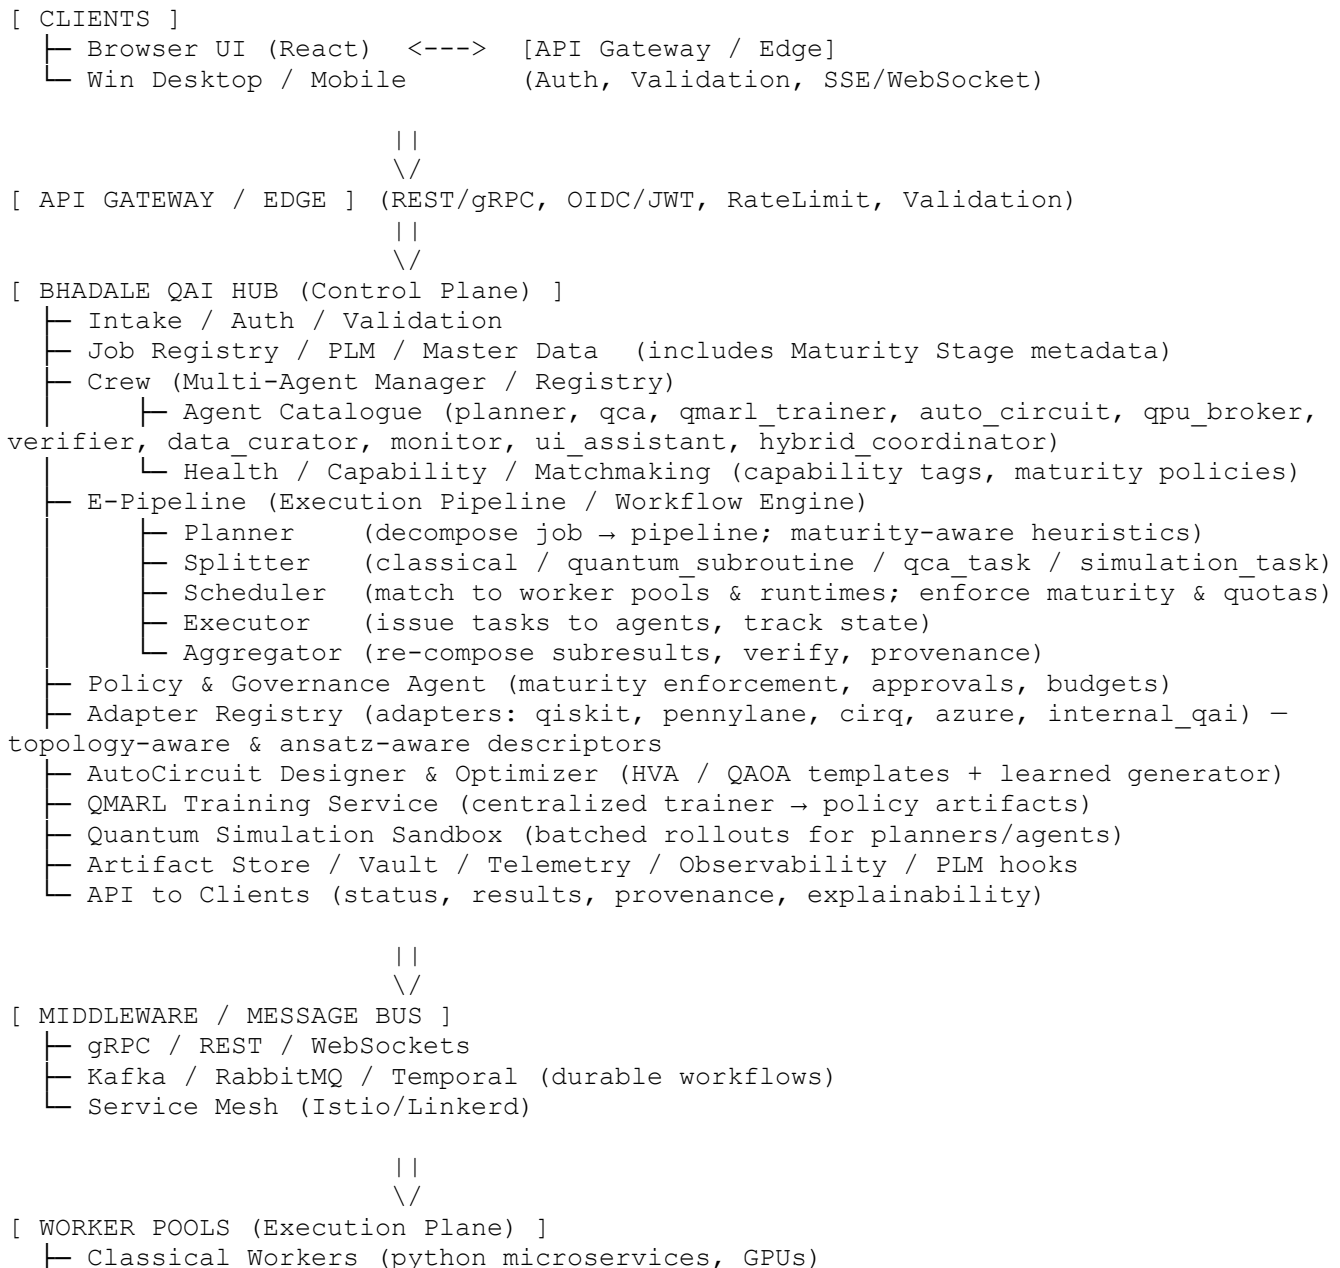 [ CLIENTS ]
├─ Browser UI (React)  <--->  [API Gateway / Edge]
└─ Win Desktop / Mobile       (Auth, Validation, SSE/WebSocket)
||
\/
[ API GATEWAY / EDGE ] (REST/gRPC, OIDC/JWT, RateLimit, Validation)
||
\/
[ BHADALE QAI HUB (Control Plane) ]
├─ Intake / Auth / Validation
├─ Job Registry / PLM / Master Data  (includes Maturity Stage metadata)
├─ Crew (Multi-Agent Manager / Registry)
│     ├─ Agent Catalogue (planner, qca, qmarl_trainer, auto_circuit, qpu_broker,
verifier, data_curator, monitor, ui_assistant, hybrid_coordinator)
│     └─ Health / Capability / Matchmaking (capability tags, maturity policies)
├─ E-Pipeline (Execution Pipeline / Workflow Engine)
│     ├─ Planner    (decompose job → pipeline; maturity-aware heuristics)
│     ├─ Splitter   (classical / quantum_subroutine / qca_task / simulation_task)
│     ├─ Scheduler  (match to worker pools & runtimes; enforce maturity & quotas)
│     ├─ Executor   (issue tasks to agents, track state)
│     └─ Aggregator (re-compose subresults, verify, provenance)
├─ Policy & Governance Agent (maturity enforcement, approvals, budgets)
├─ Adapter Registry (adapters: qiskit, pennylane, cirq, azure, internal_qai) —
topology-aware & ansatz-aware descriptors
├─ AutoCircuit Designer & Optimizer (HVA / QAOA templates + learned generator)
├─ QMARL Training Service (centralized trainer → policy artifacts)
├─ Quantum Simulation Sandbox (batched rollouts for planners/agents)
├─ Artifact Store / Vault / Telemetry / Observability / PLM hooks
└─ API to Clients (status, results, provenance, explainability)
||
\/
[ MIDDLEWARE / MESSAGE BUS ]
├─ gRPC / REST / WebSockets
├─ Kafka / RabbitMQ / Temporal (durable workflows)
└─ Service Mesh (Istio/Linkerd)
||
\/
[ WORKER POOLS (Execution Plane) ]
├─ Classical Workers (python microservices, GPUs)